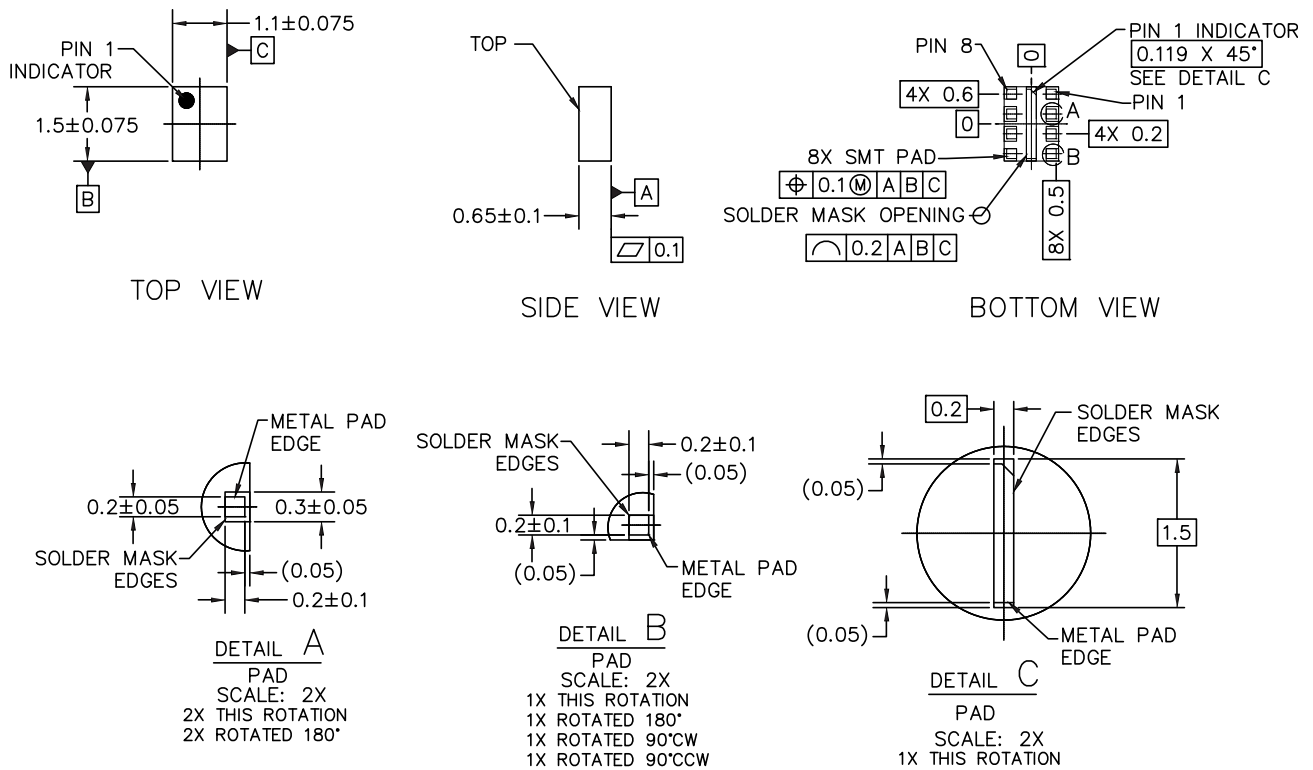 1.1±0.075
C
PIN 1
INDICATOR
1.5±0.075
B
TOP VIEW
TOP
A
0.65±0.1
0.1
SIDE VIEW
PIN 8
0
PIN 1 INDICATOR
0.119 X 45°
SEE DETAIL C
PIN 1
4X 0.6
A
0
4X 0.2
B
8X SMT PAD
0.1 Ⓜ A B C
8X 0.5
SOLDER MASK OPENING
0.2 A B C
BOTTOM VIEW
METAL PAD
EDGE
0.2±0.05
0.3±0.05
SOLDER MASK
EDGES
(0.05)
0.2±0.1
DETAIL A
PAD
SCALE: 2X
2X THIS ROTATION
2X ROTATED 180°
SOLDER MASK
EDGES
0.2±0.1
(0.05)
0.2±0.1
(0.05)
METAL PAD
EDGE
DETAIL B
PAD
SCALE: 2X
1X THIS ROTATION
1X ROTATED 180°
1X ROTATED 90°CW
1X ROTATED 90°CCW
0.2
SOLDER MASK
EDGES
(0.05)
1.5
(0.05)
METAL PAD
EDGE
DETAIL C
PAD
SCALE: 2X
1X THIS ROTATION